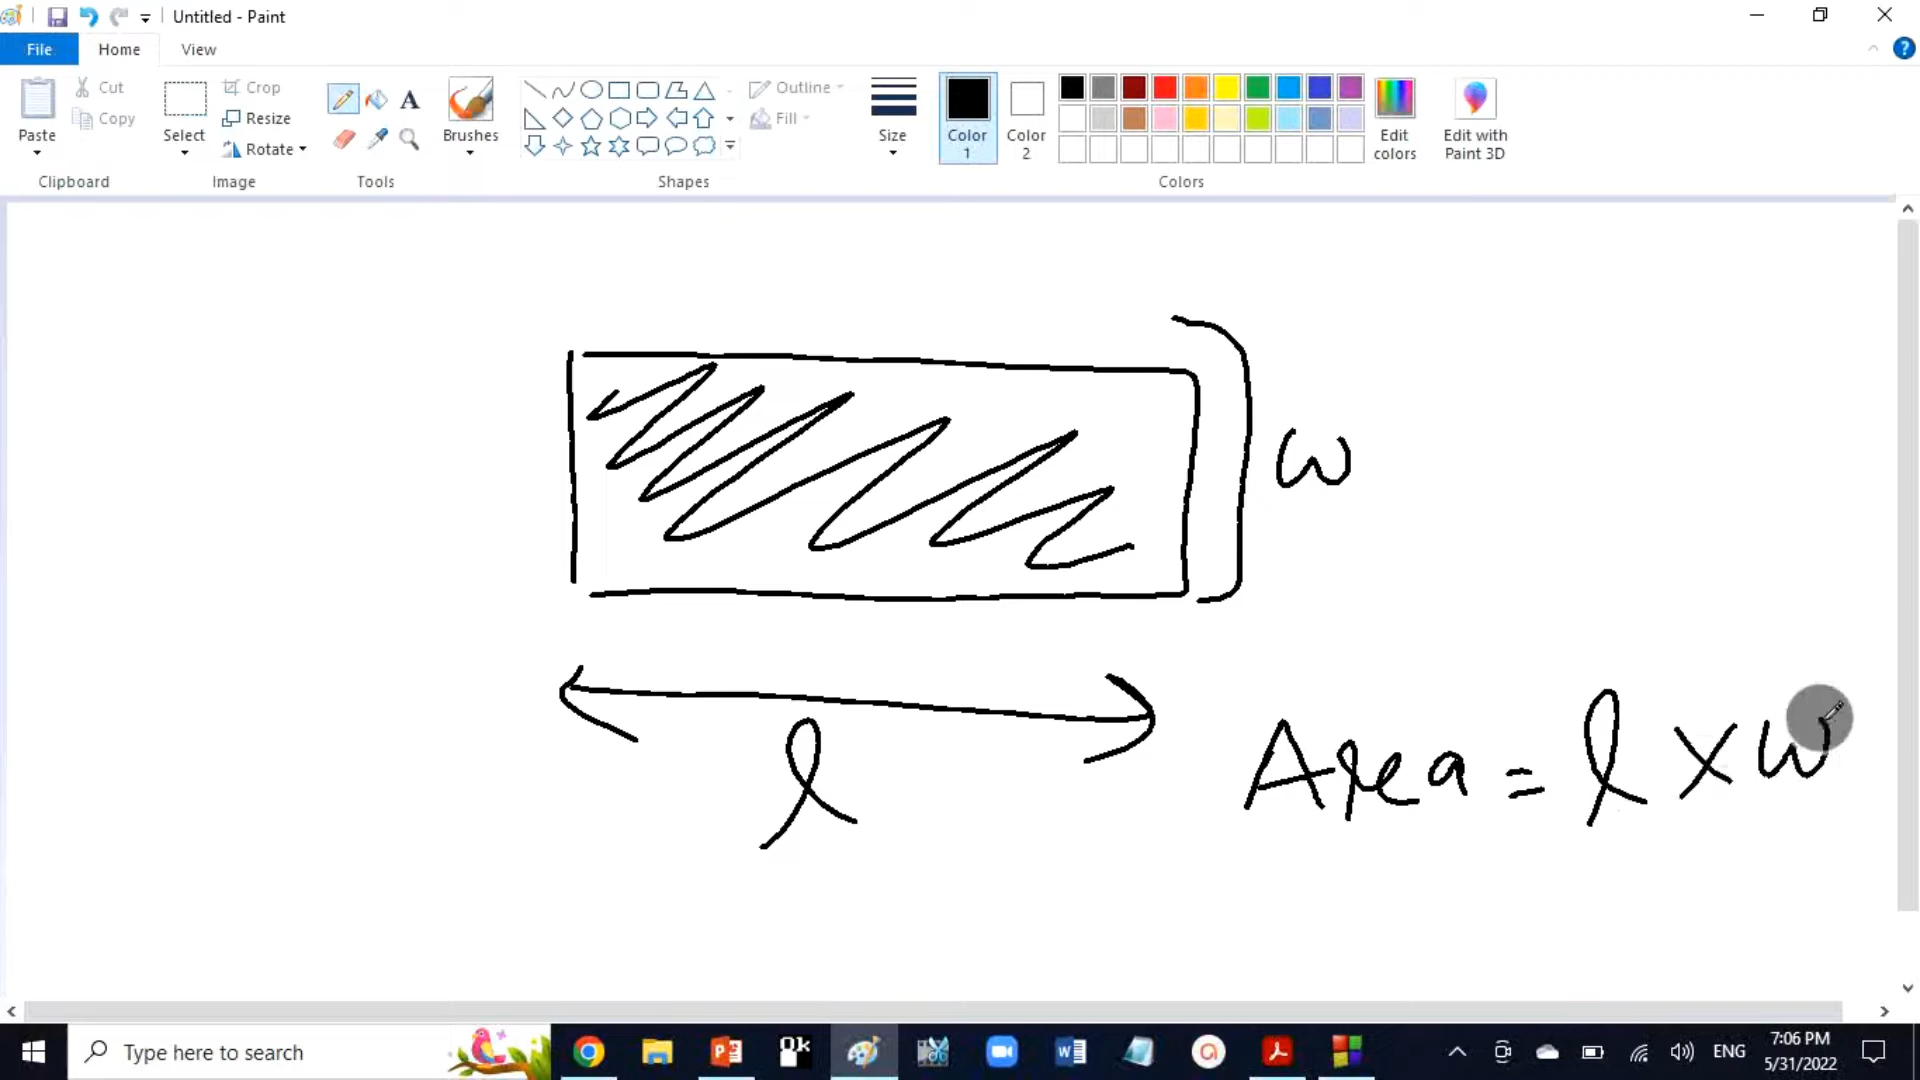 Untitled - Paint
File Home View
Paste
Cut
Copy
Clipboard
Select
Crop
Resize
Rotate
Image
A
Tools
Brushes
Shapes
Outline
Fill
Size
Color 1
Color 2
Edit colors
Edit with Paint 3D
Colors
?
w
l
Area = l × w
Type here to search
Ok
ENG
7:06 PM
5/31/2022